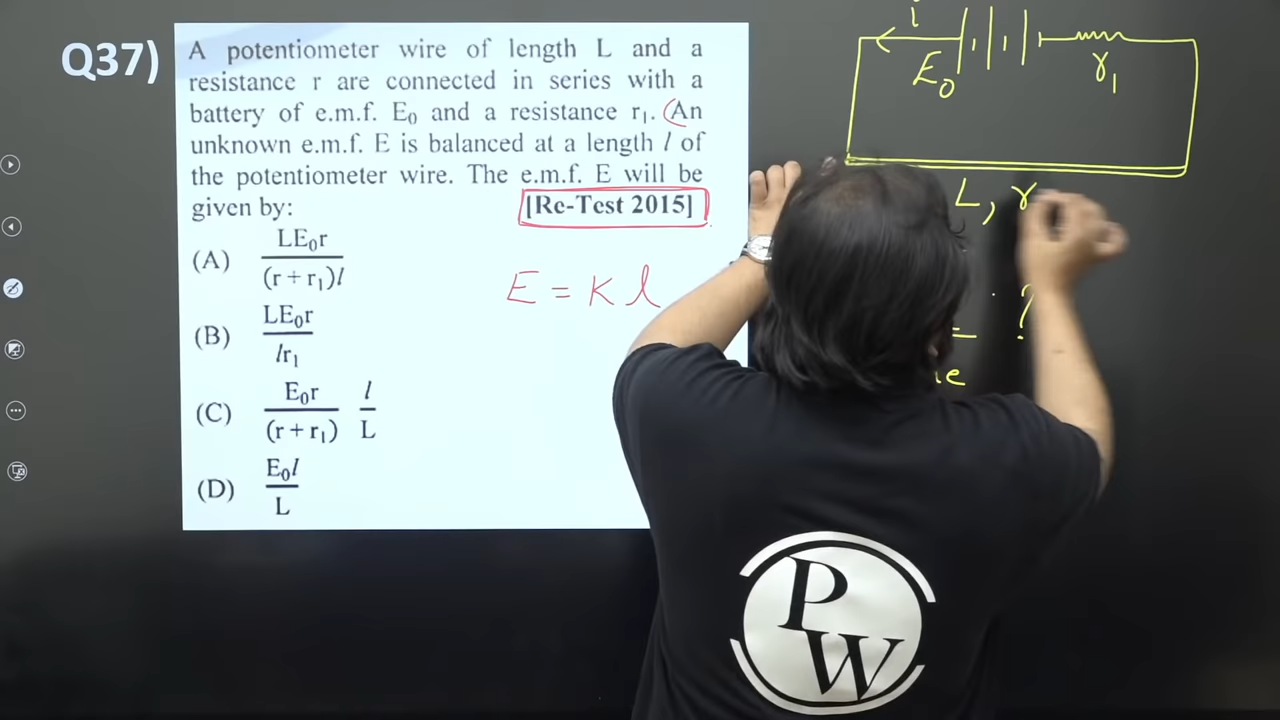 Q37) A potentiometer wire of length L and a
resistance r are connected in series with a
battery of e.m.f. E₀ and a resistance r₁. (An
unknown e.m.f. E is balanced at a length l of
the potentiometer wire. The e.m.f. E will be
given by:
[Re-Test 2015]
(A) LE₀r / (r + r₁)l
(B) LE₀r / lr₁
(C) E₀r / (r + r₁) l / L
(D) E₀l / L
E = K l
i
E₀
r₁
L, r
?
PW